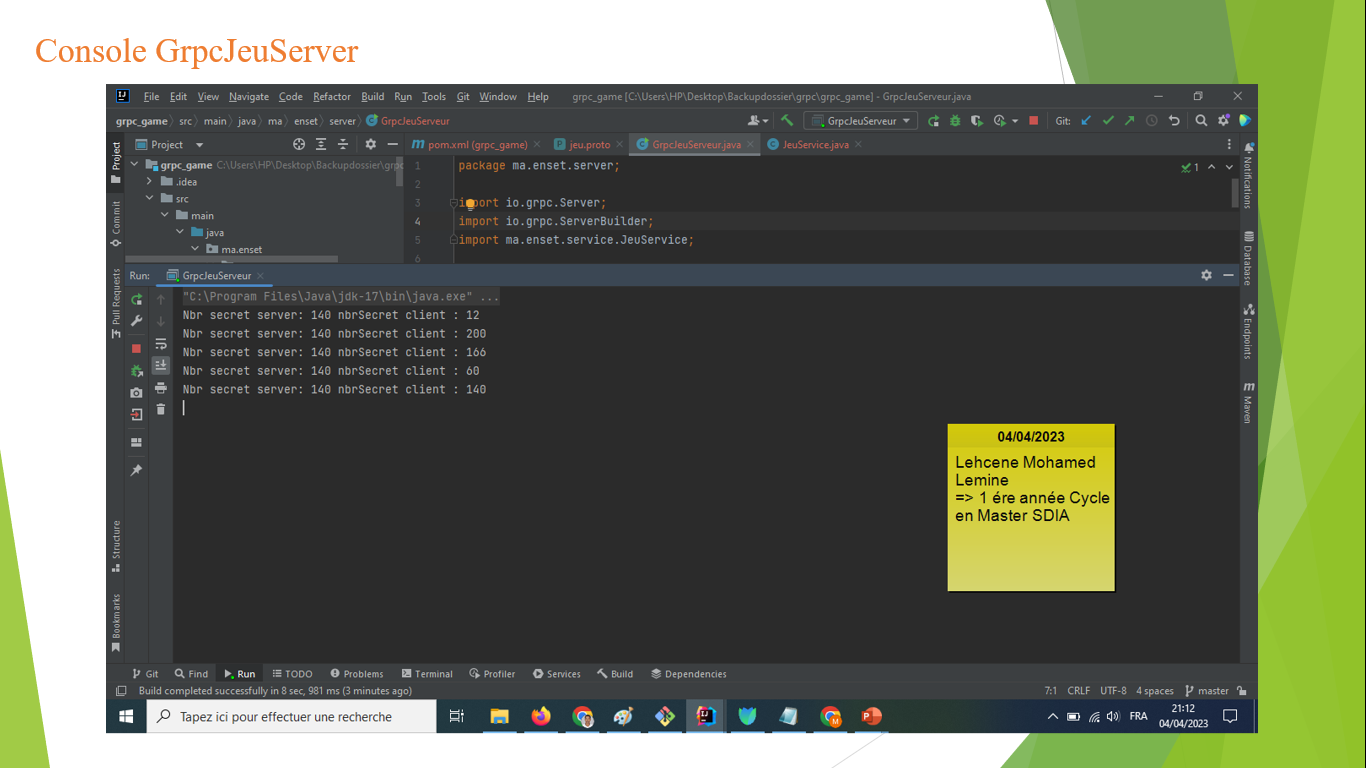 Console GrpcJeuServer
File Edit View Navigate Code Refactor Build Run Tools Git Window Help grpc_game [C:\Users\HP\Desktop\Backupdossier\grpc\grpc_game] - GrpcJeuServeur.java
grpc_game src main java ma enset server GrpcJeuServeur GrpcJeuServeur Git:
Project
Project pom.xml (grpc_game) jeu.proto GrpcJeuServeur.java JeuService.java
grpc_game C:\Users\HP\Desktop\Backupdossier\grpc
.idea
src
main
java
ma.enset
1 package ma.enset.server;
2
3 import io.grpc.Server;
4 import io.grpc.ServerBuilder;
5 import ma.enset.service.JeuService;
6
1
Commit
Pull Requests
Structure
Bookmarks
Notifications
Database
Endpoints
Maven
Run: GrpcJeuServeur
"C:\Program Files\Java\jdk-17\bin\java.exe" ...
Nbr secret server: 140 nbrSecret client : 12
Nbr secret server: 140 nbrSecret client : 200
Nbr secret server: 140 nbrSecret client : 166
Nbr secret server: 140 nbrSecret client : 60
Nbr secret server: 140 nbrSecret client : 140
04/04/2023
Lehcene Mohamed
Lemine
=> 1 ére année Cycle
en Master SDIA
Git Find Run TODO Problems Terminal Profiler Services Build Dependencies
Build completed successfully in 8 sec, 981 ms (3 minutes ago) 7:1 CRLF UTF-8 4 spaces master
Tapez ici pour effectuer une recherche
FRA
21:12
04/04/2023